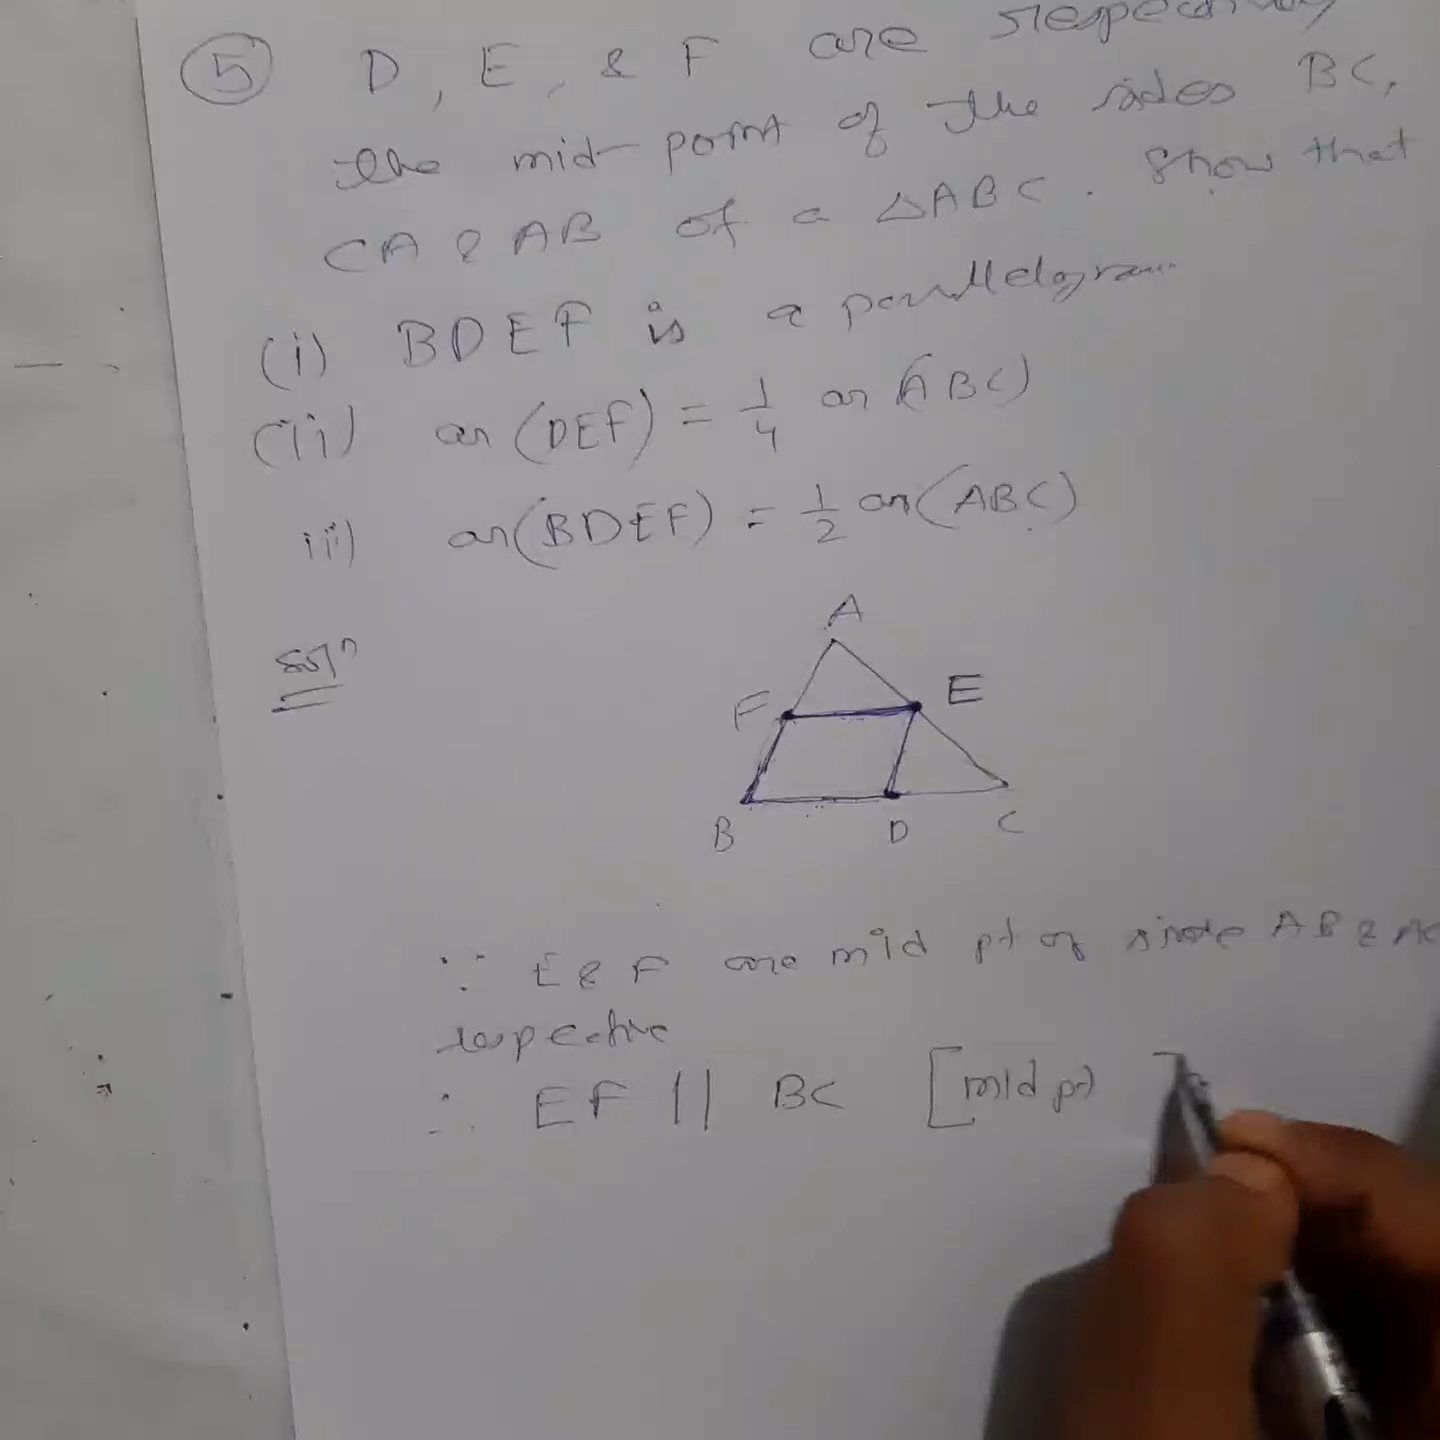 5 D, E, & F are respectively
the mid-point of the sides BC,
CA & AB of a △ABC. Show that
(i) BDEF is a parallelogram
(ii) ar (DEF) = 1/4 ar (ABC)
iii) ar(BDEF) = 1/2 ar(ABC)
Solⁿ
A
F E
B D C
∵ E & F are mid pt of side AB & AC
respective
∴ EF || BC [mid pt